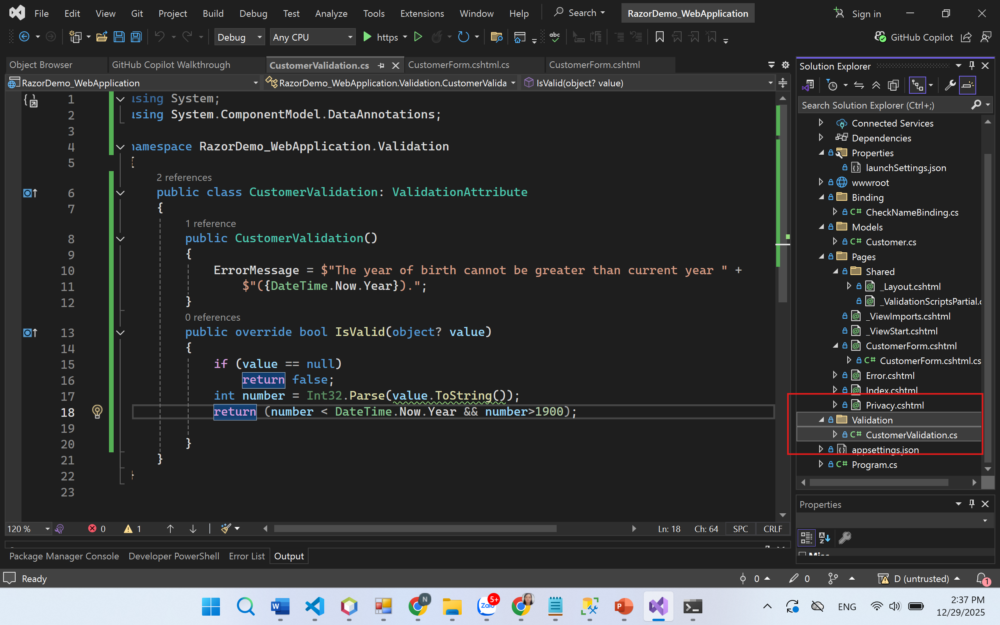 File Edit View Git Project Build Debug Test Analyze Tools Extensions Window Help Search RazorDemo_WebApplication Sign in
Debug Any CPU https abc GitHub Copilot
Object Browser GitHub Copilot Walkthrough CustomerValidation.cs CustomerForm.cshtml.cs CustomerForm.cshtml
RazorDemo_WebApplication RazorDemo_WebApplication.Validation.CustomerValida IsValid(object? value)
1 using System;
2 using System.ComponentModel.DataAnnotations;
3
4 namespace RazorDemo_WebApplication.Validation
5 {
2 references
6 public class CustomerValidation: ValidationAttribute
7 {
1 reference
8 public CustomerValidation()
9 {
10 ErrorMessage = $"The year of birth cannot be greater than current year " +
11 $"({DateTime.Now.Year}).";
12 }
0 references
13 public override bool IsValid(object? value)
14 {
15 if (value == null)
16 return false;
17 int number = Int32.Parse(value.ToString());
18 return (number < DateTime.Now.Year && number>1900);
19
20 }
21 }
22 }
23
120 % 0 1 Ln: 18 Ch: 64 SPC CRLF
Package Manager Console Developer PowerShell Error List Output
Solution Explorer
Search Solution Explorer (Ctrl+;)
Connected Services
Dependencies
Properties
launchSettings.json
wwwroot
Binding
C# CheckNameBinding.cs
Models
C# Customer.cs
Pages
Shared
_Layout.cshtml
_ValidationScriptsPartial.c
_ViewImports.cshtml
_ViewStart.cshtml
CustomerForm.cshtml
C# CustomerForm.cshtml.cs
Error.cshtml
Index.cshtml
Privacy.cshtml
Validation
C# CustomerValidation.cs
appsettings.json
C# Program.cs
Properties
Misc
Ready 0 0 D (untrusted) 1
W N Zalo 5+ P ENG
2:37 PM
12/29/2025